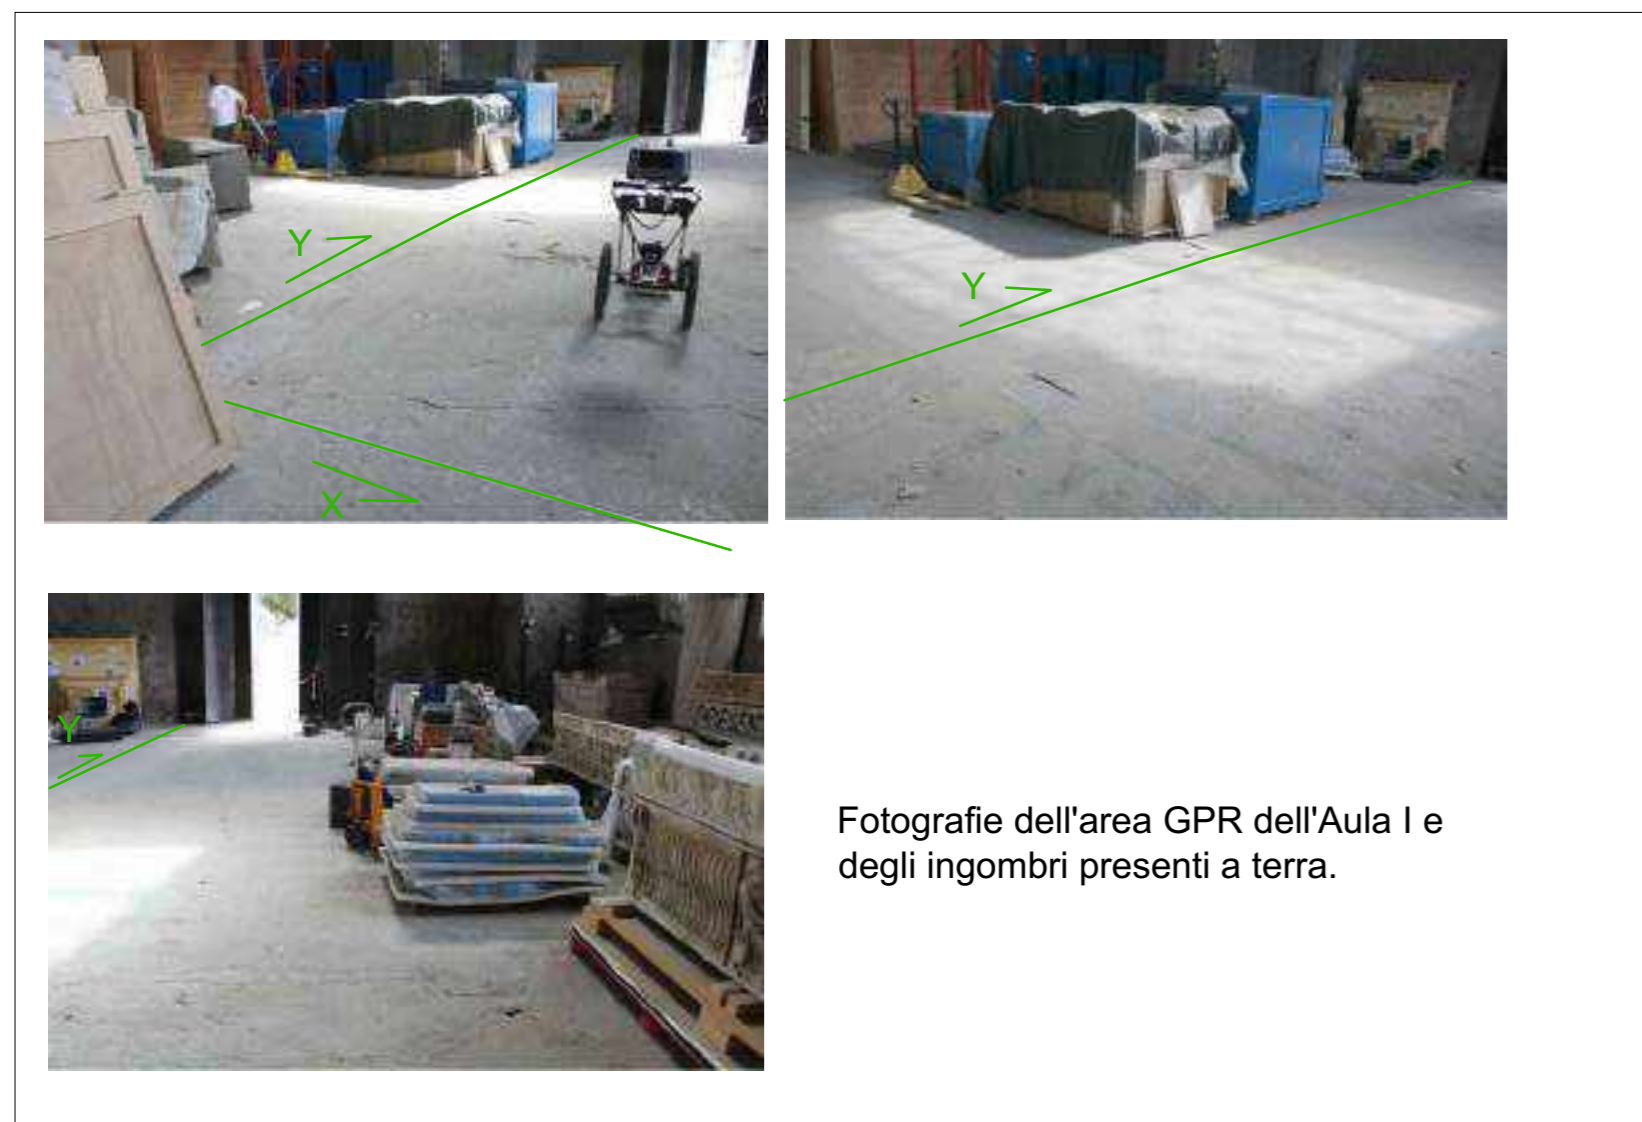 Y
X
Y
Y
Fotografie dell'area GPR dell'Aula I e
degli ingombri presenti a terra.